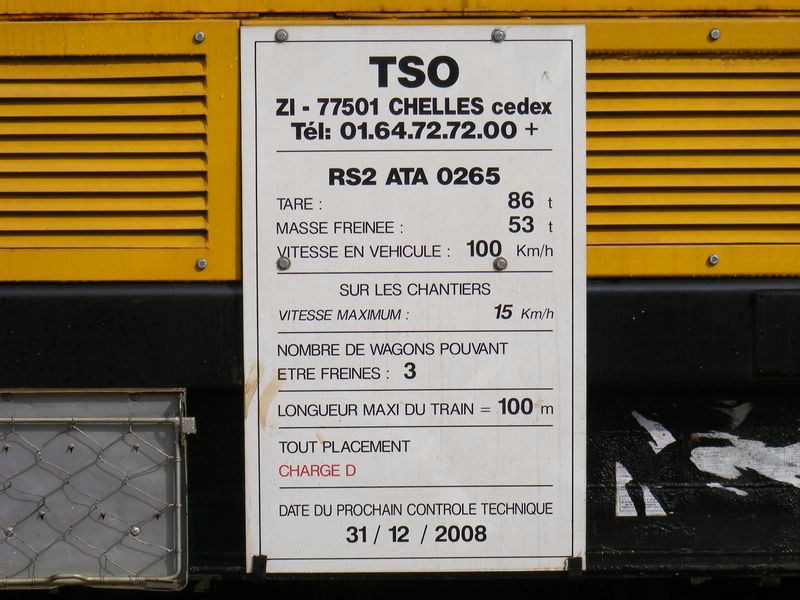 TSO
ZI - 77501 CHELLES cedex
Tél: 01.64.72.72.00 +
RS2 ATA 0265
TARE : 86 t
MASSE FREINEE : 53 t
VITESSE EN VEHICULE : 100 Km/h
SUR LES CHANTIERS
VITESSE MAXIMUM : 15 Km/h
NOMBRE DE WAGONS POUVANT
ETRE FREINES : 3
LONGUEUR MAXI DU TRAIN = 100 m
TOUT PLACEMENT
CHARGE D
DATE DU PROCHAIN CONTROLE TECHNIQUE
31 / 12 / 2008